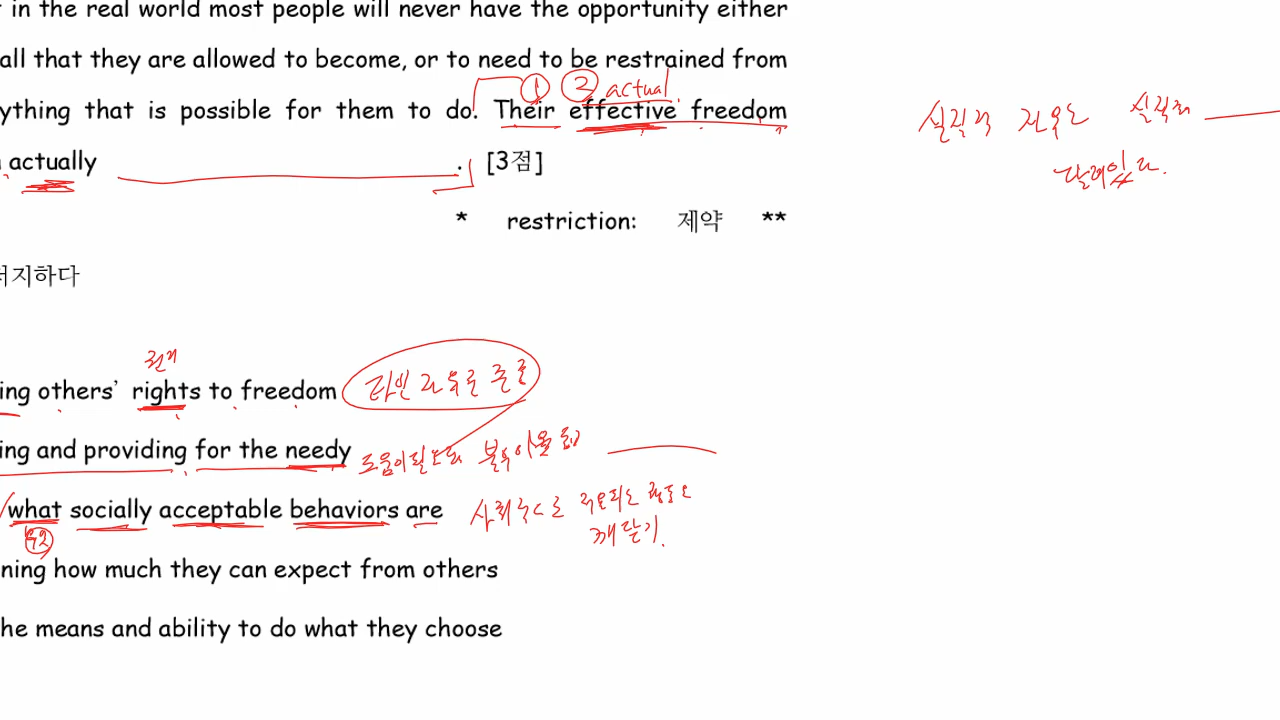 in the real world most people will never have the opportunity either
all that they are allowed to become, or to need to be restrained from
① ② actual
ything that is possible for them to do. Their effective freedom
actually ______. [3점]
실질적 자유는 실제로
달려있다.
* restriction: 제약 **
저지하다
권리
ing others' rights to freedom 타인 자유를 존중
ing and providing for the needy 도움이 필요한 불우이웃을
what socially acceptable behaviors are 사회적으로 용인되는 행동을
깨닫기.
ning how much they can expect from others
he means and ability to do what they choose